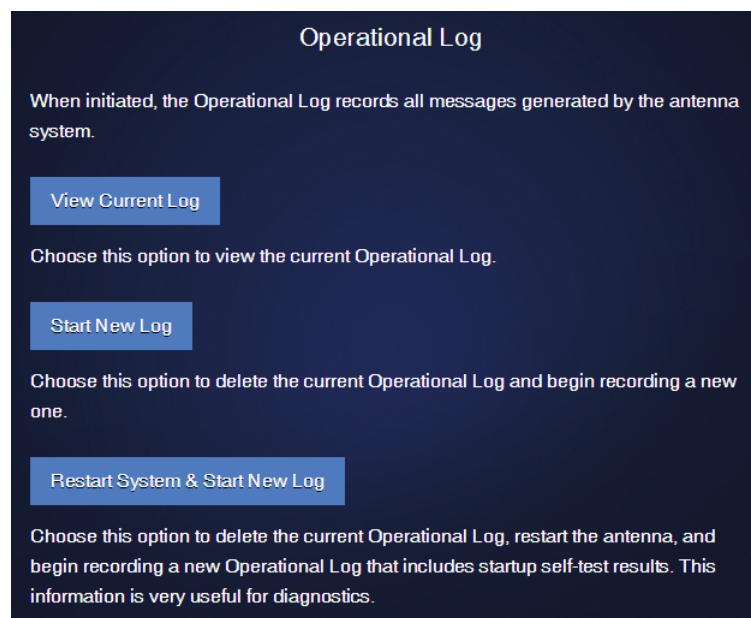 Operational Log
When initiated, the Operational Log records all messages generated by the antenna
system.
View Current Log
Choose this option to view the current Operational Log.
Start New Log
Choose this option to delete the current Operational Log and begin recording a new
one.
Restart System & Start New Log
Choose this option to delete the current Operational Log, restart the antenna, and
begin recording a new Operational Log that includes startup self-test results. This
information is very useful for diagnostics.